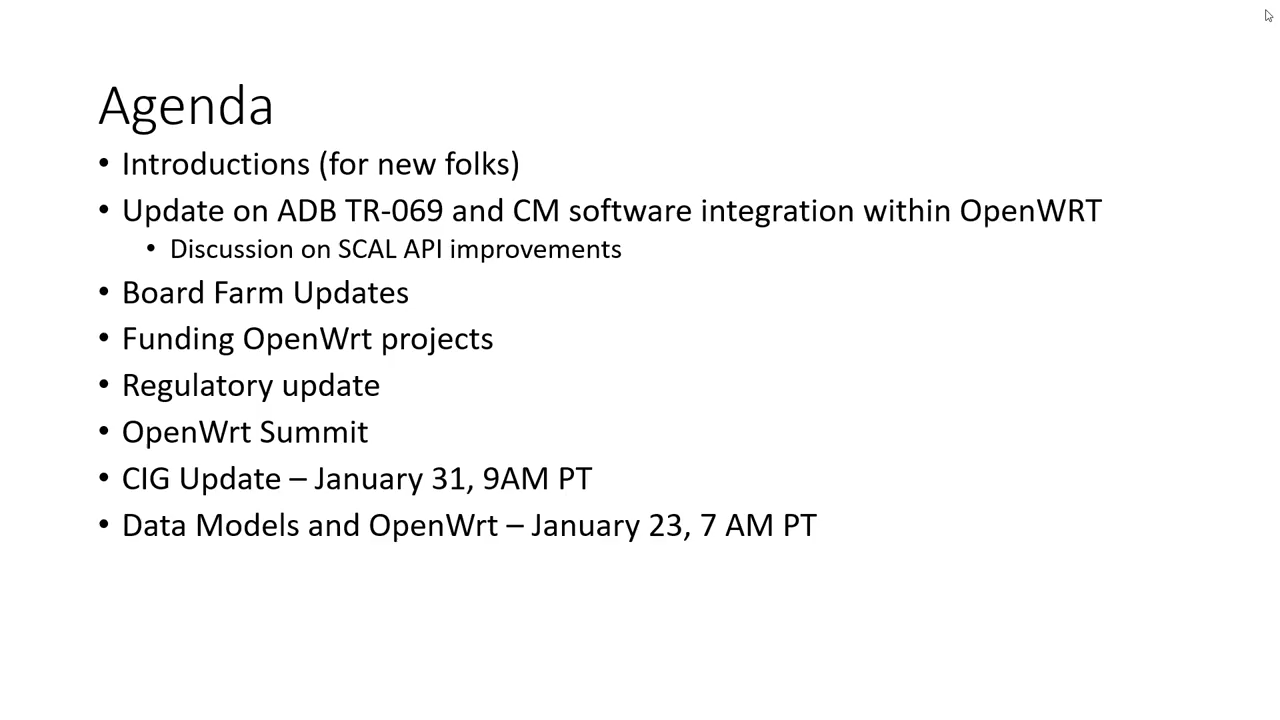 Agenda
• Introductions (for new folks)
• Update on ADB TR-069 and CM software integration within OpenWRT
• Discussion on SCAL API improvements
• Board Farm Updates
• Funding OpenWrt projects
• Regulatory update
• OpenWrt Summit
• CIG Update – January 31, 9AM PT
• Data Models and OpenWrt – January 23, 7 AM PT